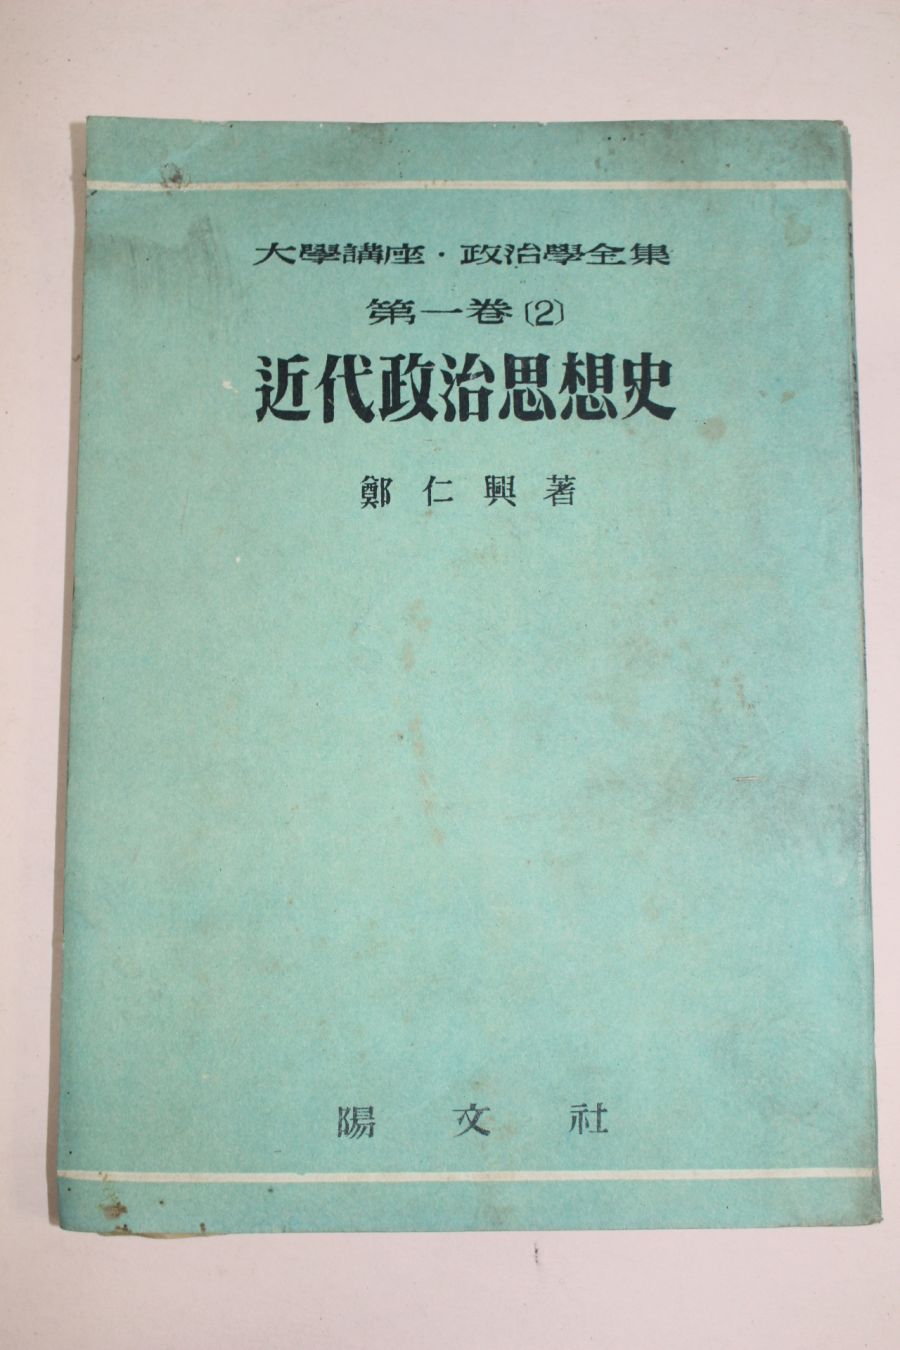 大學講座·政治學全集
第一巻〔2〕
近代政治思想史
鄭仁興著
陽文社